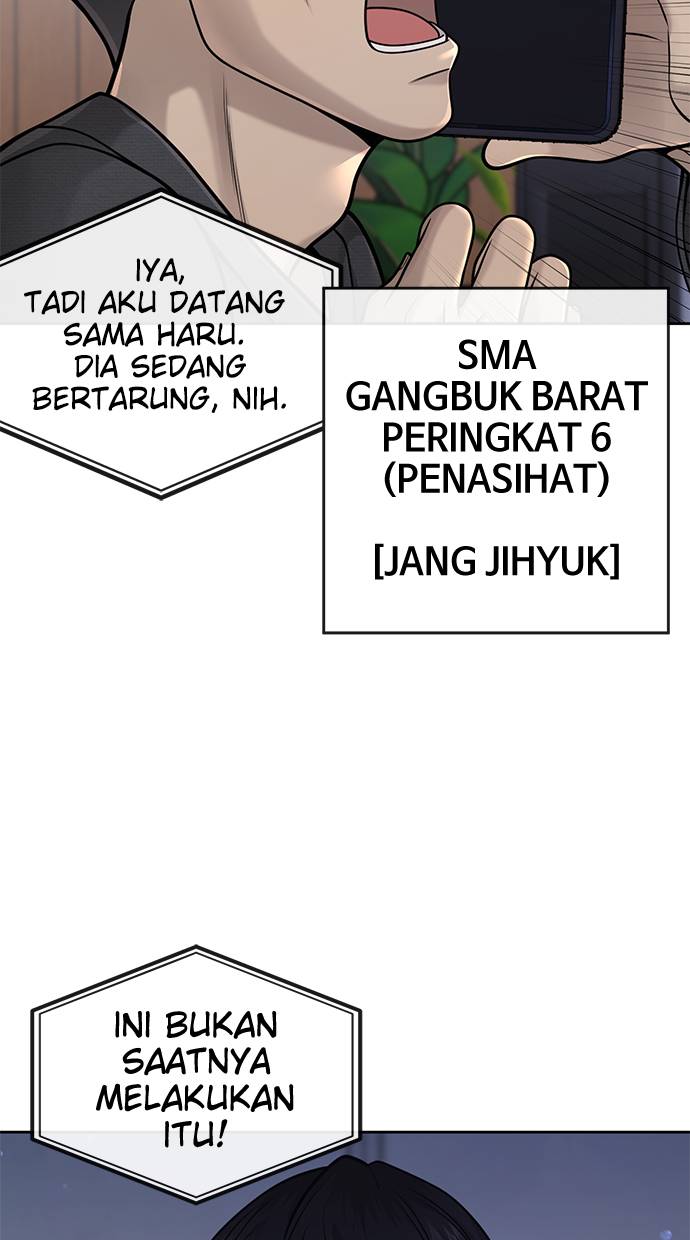 IYA,
TADI AKU DATANG
SAMA HARU.
DIA SEDANG
BERTARUNG, NIH.
SMA
GANGBUK BARAT
PERINGKAT 6
(PENASIHAT)
[JANG JIHYUK]
INI BUKAN
SAATNYA
MELAKUKAN
ITU!